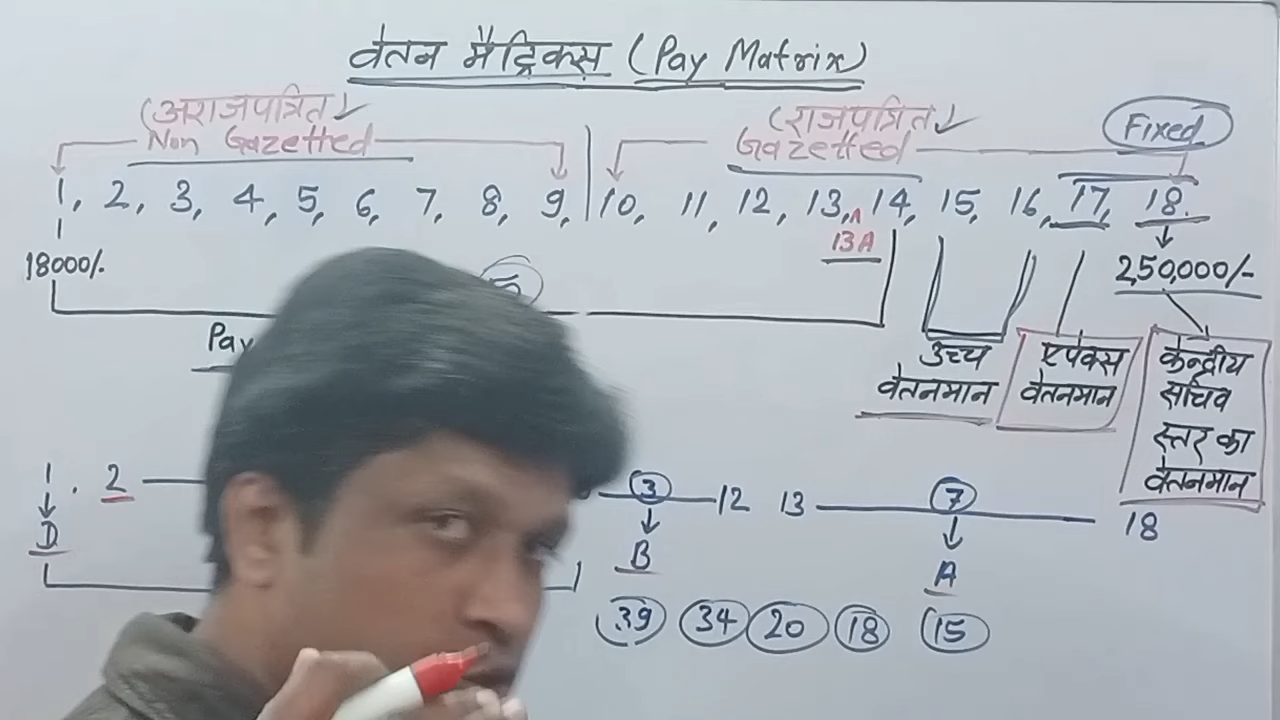 वेतन मैट्रिक्स (Pay Matrix)
(अराजपत्रित)
Non Gazetted
(राजपत्रित)
Gazetted
Fixed
1, 2, 3, 4, 5, 6, 7, 8, 9, 10, 11, 12, 13, 14, 15, 16, 17, 18.
13A
18000/-
2,50,000/-
Pay
उच्च
वेतनमान
एपेक्स
वेतनमान
केन्द्रीय
सचिव
स्तर का
वेतनमान
1. 2
3 12 13 7 18
D B A
39 34 20 18 15